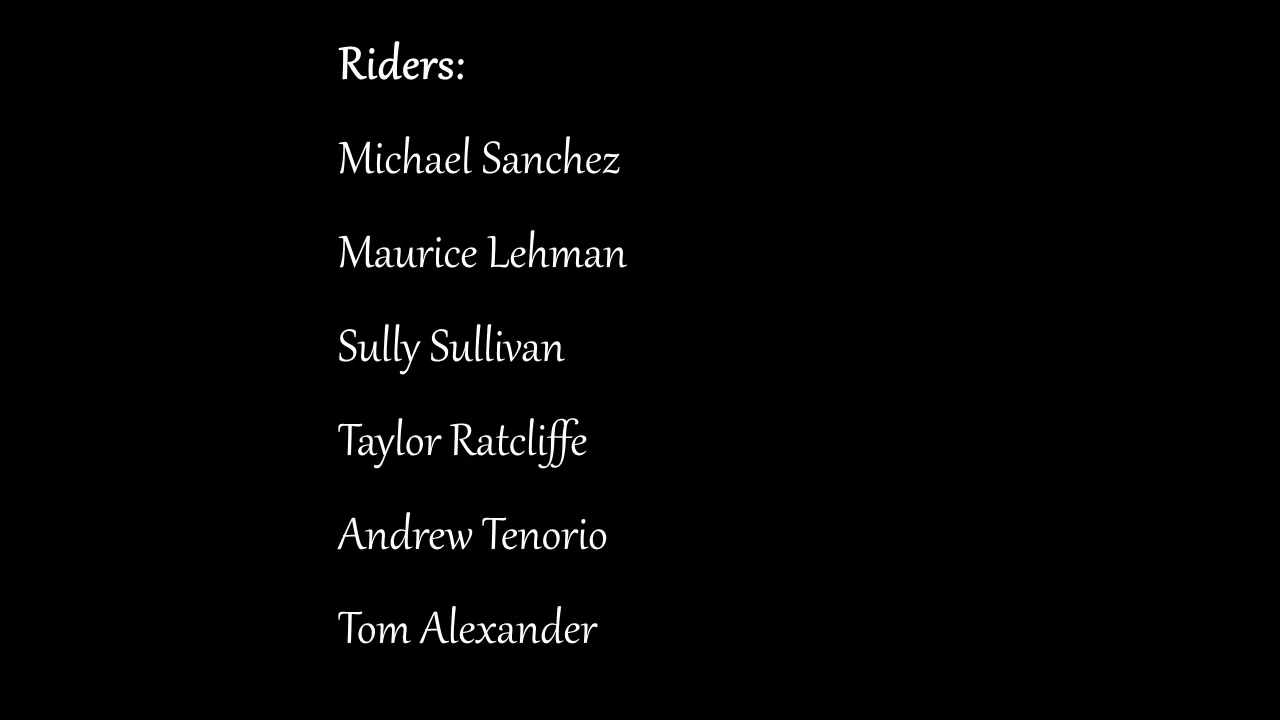 Riders:
Michael Sanchez
Maurice Lehman
Sully Sullivan
Taylor Ratcliffe
Andrew Tenorio
Tom Alexander